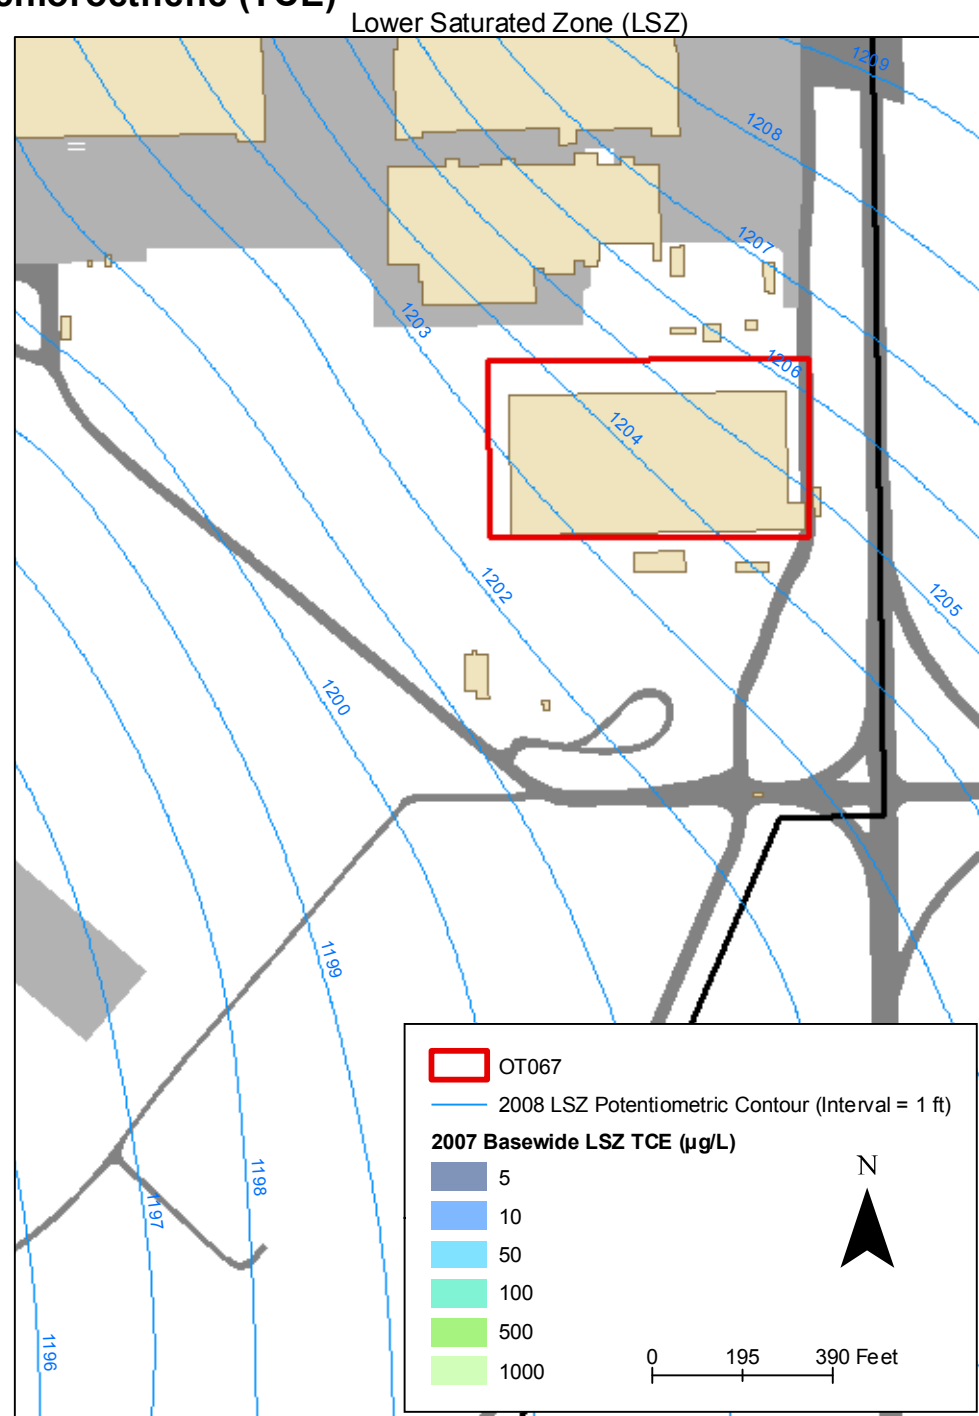 (TCE)
Lower Saturated Zone (LSZ)
1209
1208
1207
1206
1203
1204
1205
1202
1200
1199
1198
1197
1196
OT067
2008 LSZ Potentiometric Contour (Interval = 1 ft)
2007 Basewide LSZ TCE (µg/L)
5
10
50
100
500
1000
N
0 195 390 Feet